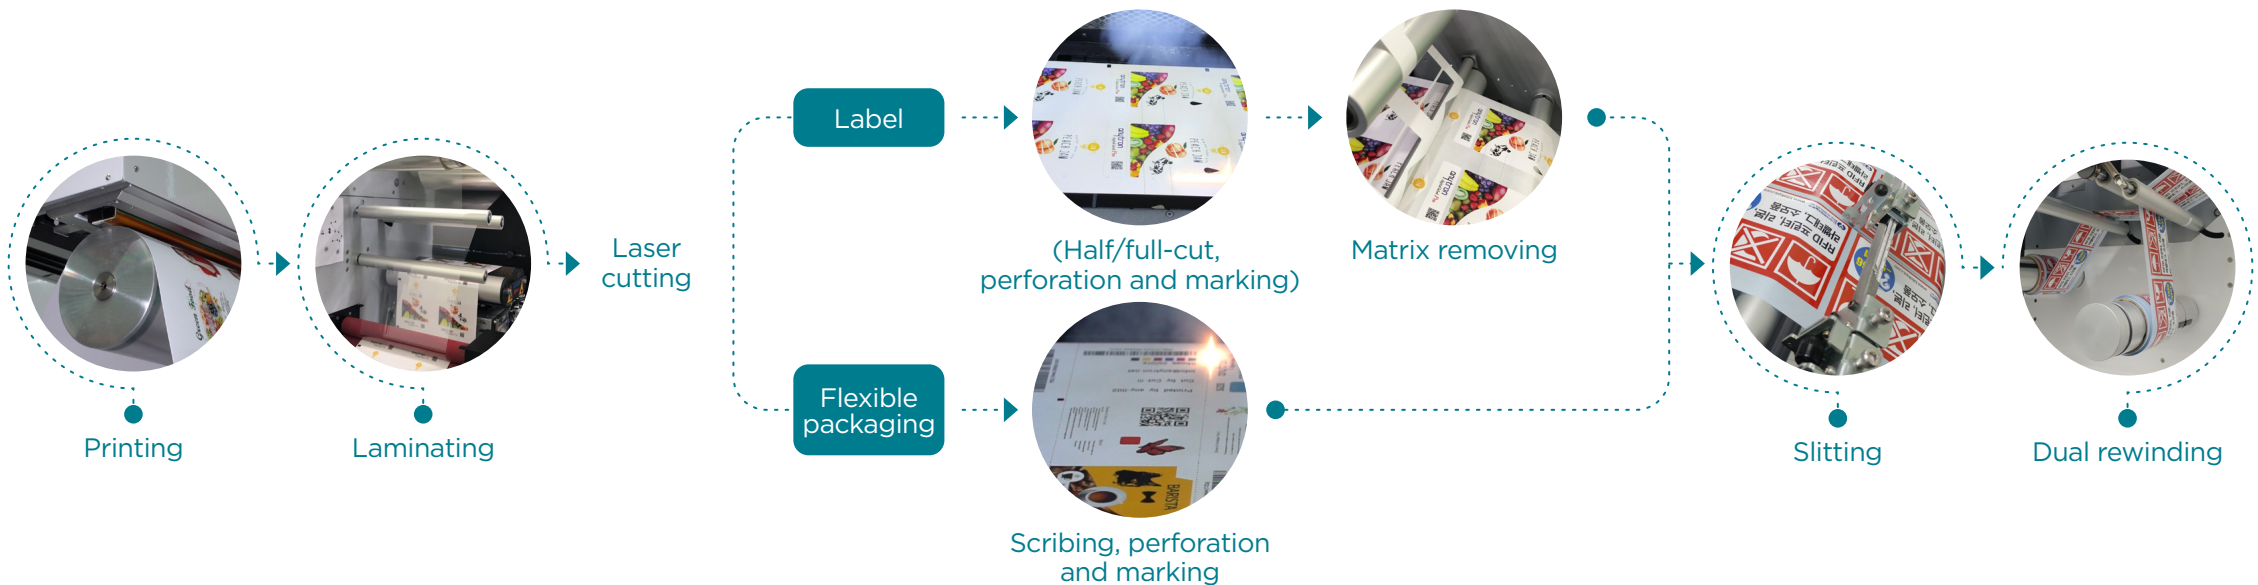 Printing
Laminating
Laser
cutting
Label
(Half/full-cut,
perforation and marking)
Matrix removing
Flexible
packaging
Scribing, perforation
and marking
BARISTA
Slitting
Dual rewinding